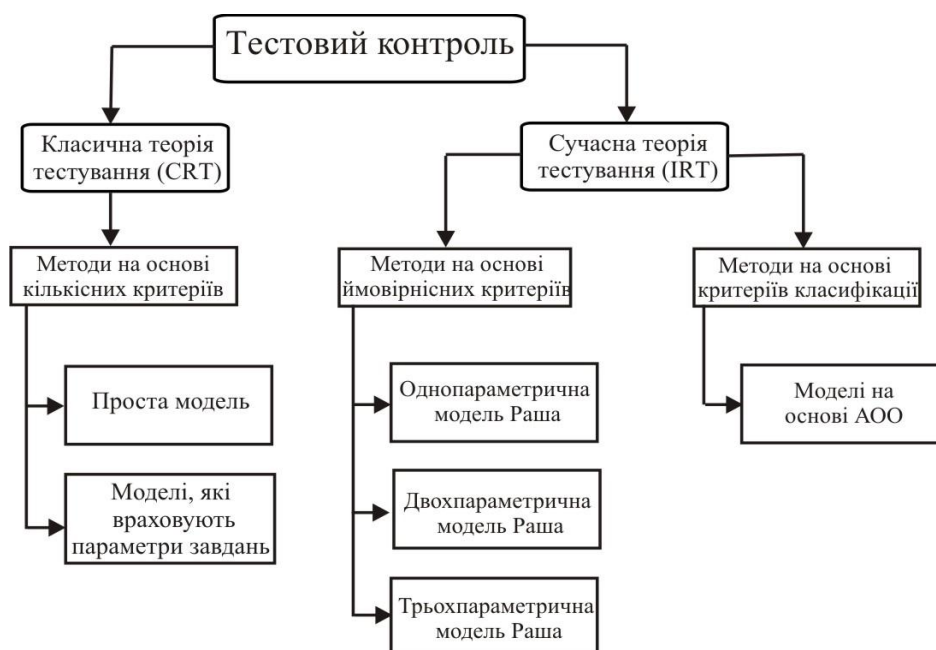 Тестовий контроль
Класична теорія
тестування (CRT)
Сучасна теорія
тестування (IRT)
Методи на основі
кількісних критеріїв
Методи на основі
ймовірнісних критеріїв
Методи на основі
критеріїв класифікації
Проста модель
Моделі, які
враховують
параметри завдань
Однопараметрична
модель Раша
Двохпараметрична
модель Раша
Трьохпараметрична
модель Раша
Моделі на
основі АОО